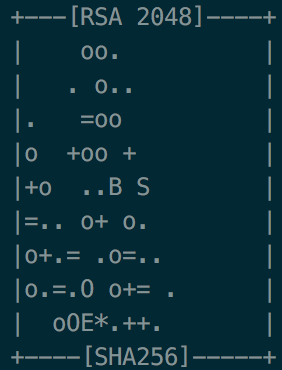 +---[RSA 2048]----+
|    oo.          |
|   . o..         |
|.   =oo          |
|o  +oo +         |
|+o  ..B S        |
|=.. o+ o.        |
|o+.= .o=..       |
|o.=.O o+= .      |
|  oOE*.++.       |
+----[SHA256]-----+